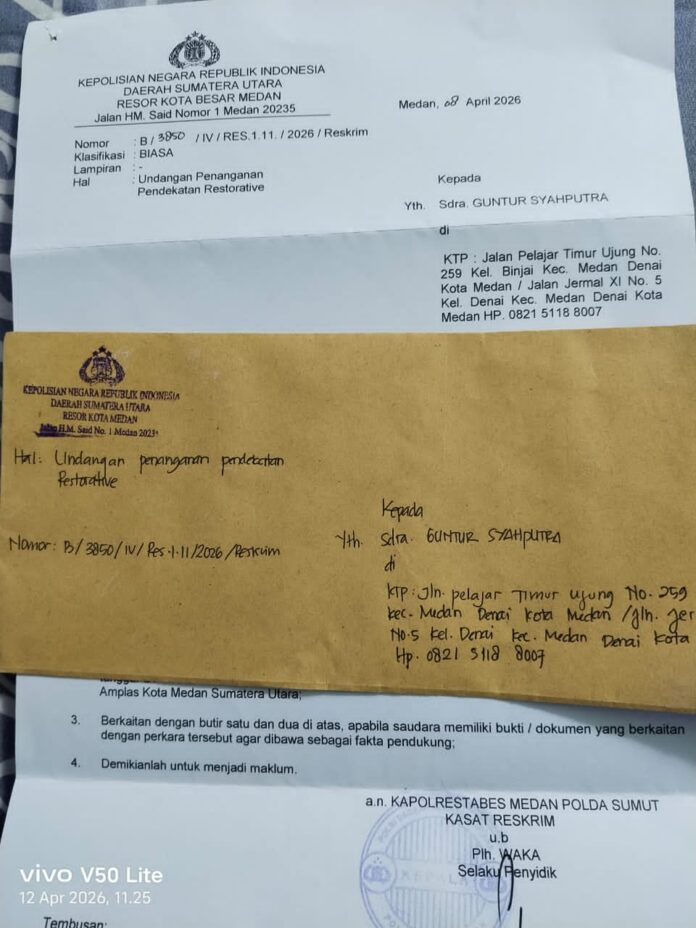 KEPOLISIAN NEGARA REPUBLIK INDONESIA
DAERAH SUMATERA UTARA
RESOR KOTA BESAR MEDAN
Jalan HM. Said Nomor 1 Medan 20235
Medan, 08 April 2026
Nomor : B / 3850 / IV / RES.1.11. / 2026 / Reskrim
Klasifikasi : BIASA
Lampiran : -
Hal : Undangan Penanganan
Pendekatan Restorative
Kepada
Yth. Sdra. GUNTUR SYAHPUTRA
di
KTP : Jalan Pelajar Timur Ujung No.
259 Kel. Binjai Kec. Medan Denai
Kota Medan / Jalan Jermal XI No. 5
Kel. Denai Kec. Medan Denai Kota
Medan HP. 0821 5118 8007
KEPOLISIAN NEGARA REPUBLIK INDONESIA
DAERAH SUMATERA UTARA
RESOR KOTA MEDAN
Jalan H.M. Said No. 1 Medan 20235
Hal : Undangan penanganan pendekatan
Restorative
Nomor : B/3850/IV/Res.1.11/2026/Reskrim
Kepada
Yth. Sdra. GUNTUR SYAHPUTRA
di
KTP : Jln. pelajar Timur ujung No. 259
kec. Medan Denai Kota Medan /Jln. Jer
No.5 kel. Denai kec. Medan Denai Kota
Hp. 0821 5118 8007
Amplas Kota Medan Sumatera Utara;
3. Berkaitan dengan butir satu dan dua di atas, apabila saudara memiliki bukti / dokumen yang berkaitan
dengan perkara tersebut agar dibawa sebagai fakta pendukung;
4. Demikianlah untuk menjadi maklum.
a.n. KAPOLRESTABES MEDAN POLDA SUMUT
KASAT RESKRIM
u.b
Plh. WAKA
Selaku Penyidik
KEPALA
vivo V50 Lite
12 Apr 2026, 11.25
Tembusan: